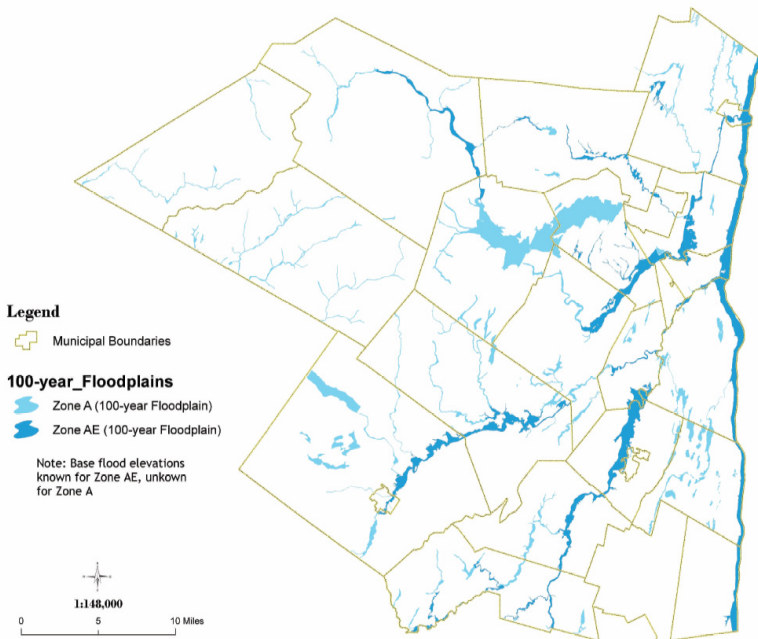 Legend
Municipal Boundaries
100-year_Floodplains
Zone A (100-year Floodplain)
Zone AE (100-year Floodplain)
Note: Base flood elevations
known for Zone AE, unkown
for Zone A
1:148,000
0 5 10 Miles